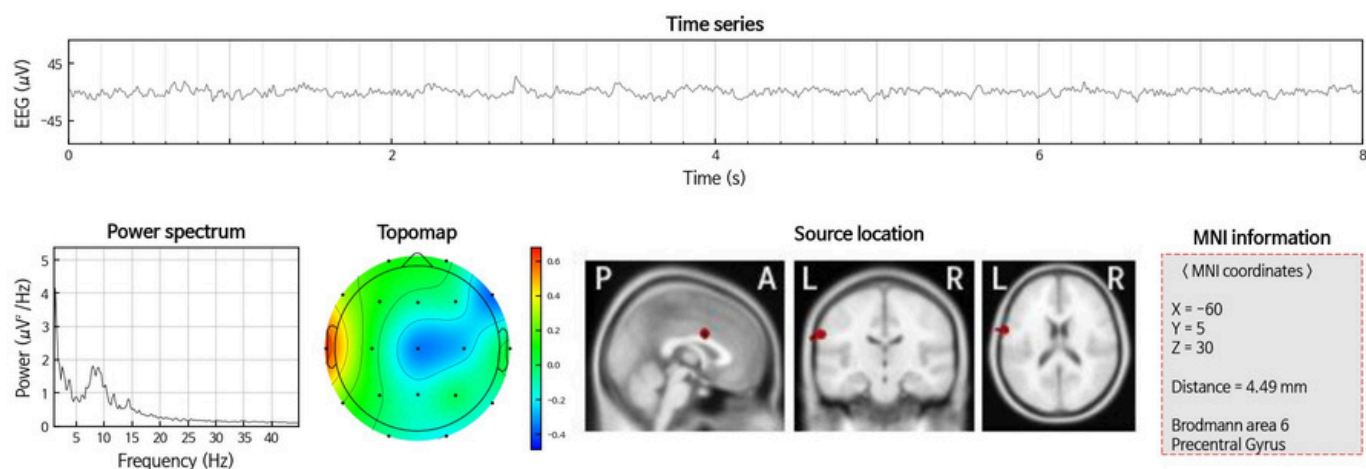 Time series
EEG (μV)
45
-45
0
2
4
6
8
Time (s)
Power spectrum
Power (μV²/Hz)
5
4
3
2
1
0
5 10 15 20 25 30 35 40
Frequency (Hz)
Topomap
0.6
0.4
0.2
0.0
-0.2
-0.4
Source location
P A
L R
L R
MNI information
⟨ MNI coordinates ⟩
X = -60
Y = 5
Z = 30
Distance = 4.49 mm
Brodmann area 6
Precentral Gyrus